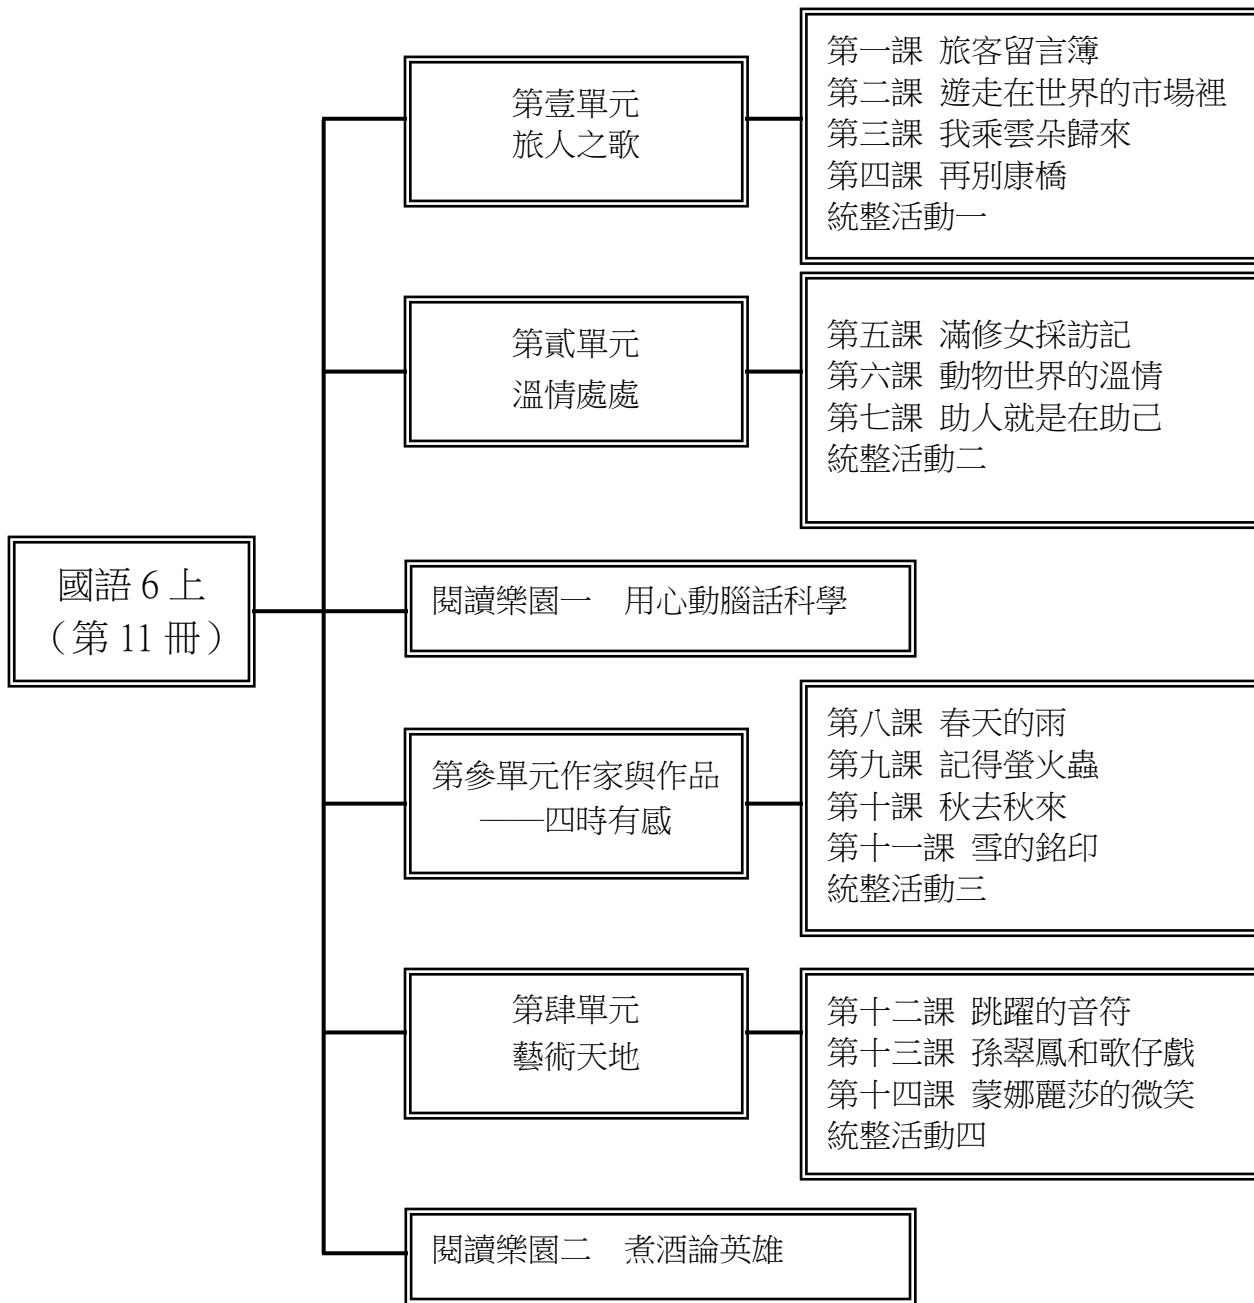 國語 6 上
（第 11 冊）
第壹單元
旅人之歌
第一課 旅客留言簿
第二課 遊走在世界的市場裡
第三課 我乘雲朵歸來
第四課 再別康橋
統整活動一
第貳單元
溫情處處
第五課 滿修女採訪記
第六課 動物世界的溫情
第七課 助人就是在助己
統整活動二
閱讀樂園一　用心動腦話科學
第參單元作家與作品
——四時有感
第八課 春天的雨
第九課 記得螢火蟲
第十課 秋去秋來
第十一課 雪的銘印
統整活動三
第肆單元
藝術天地
第十二課 跳躍的音符
第十三課 孫翠鳳和歌仔戲
第十四課 蒙娜麗莎的微笑
統整活動四
閱讀樂園二　煮酒論英雄